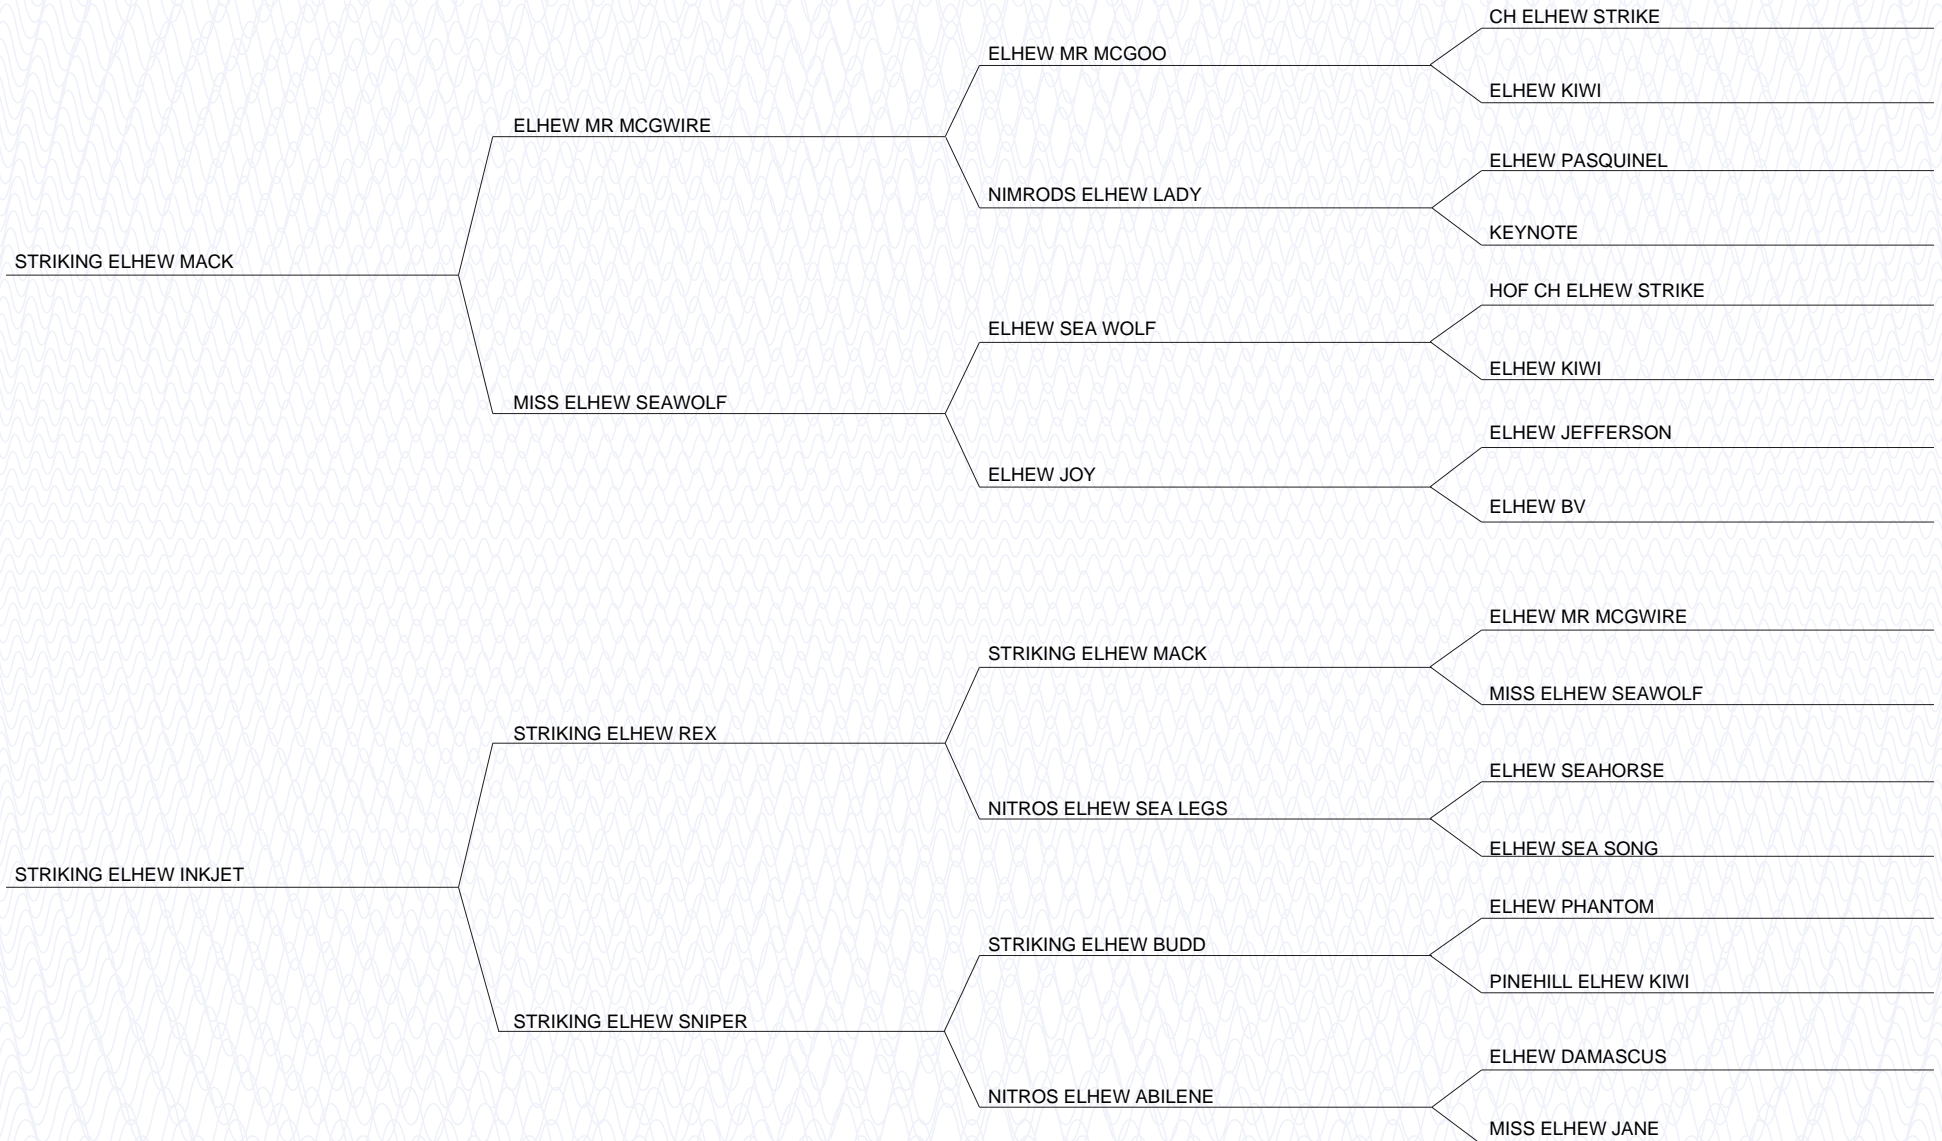 CH ELHEW STRIKE
ELHEW MR MCGOO
ELHEW KIWI
ELHEW MR MCGWIRE
ELHEW PASQUINEL
NIMRODS ELHEW LADY
KEYNOTE
STRIKING ELHEW MACK
HOF CH ELHEW STRIKE
ELHEW SEA WOLF
ELHEW KIWI
MISS ELHEW SEAWOLF
ELHEW JEFFERSON
ELHEW JOY
ELHEW BV
ELHEW MR MCGWIRE
STRIKING ELHEW MACK
MISS ELHEW SEAWOLF
STRIKING ELHEW REX
ELHEW SEAHORSE
NITROS ELHEW SEA LEGS
ELHEW SEA SONG
STRIKING ELHEW INKJET
ELHEW PHANTOM
STRIKING ELHEW BUDD
PINEHILL ELHEW KIWI
STRIKING ELHEW SNIPER
ELHEW DAMASCUS
NITROS ELHEW ABILENE
MISS ELHEW JANE